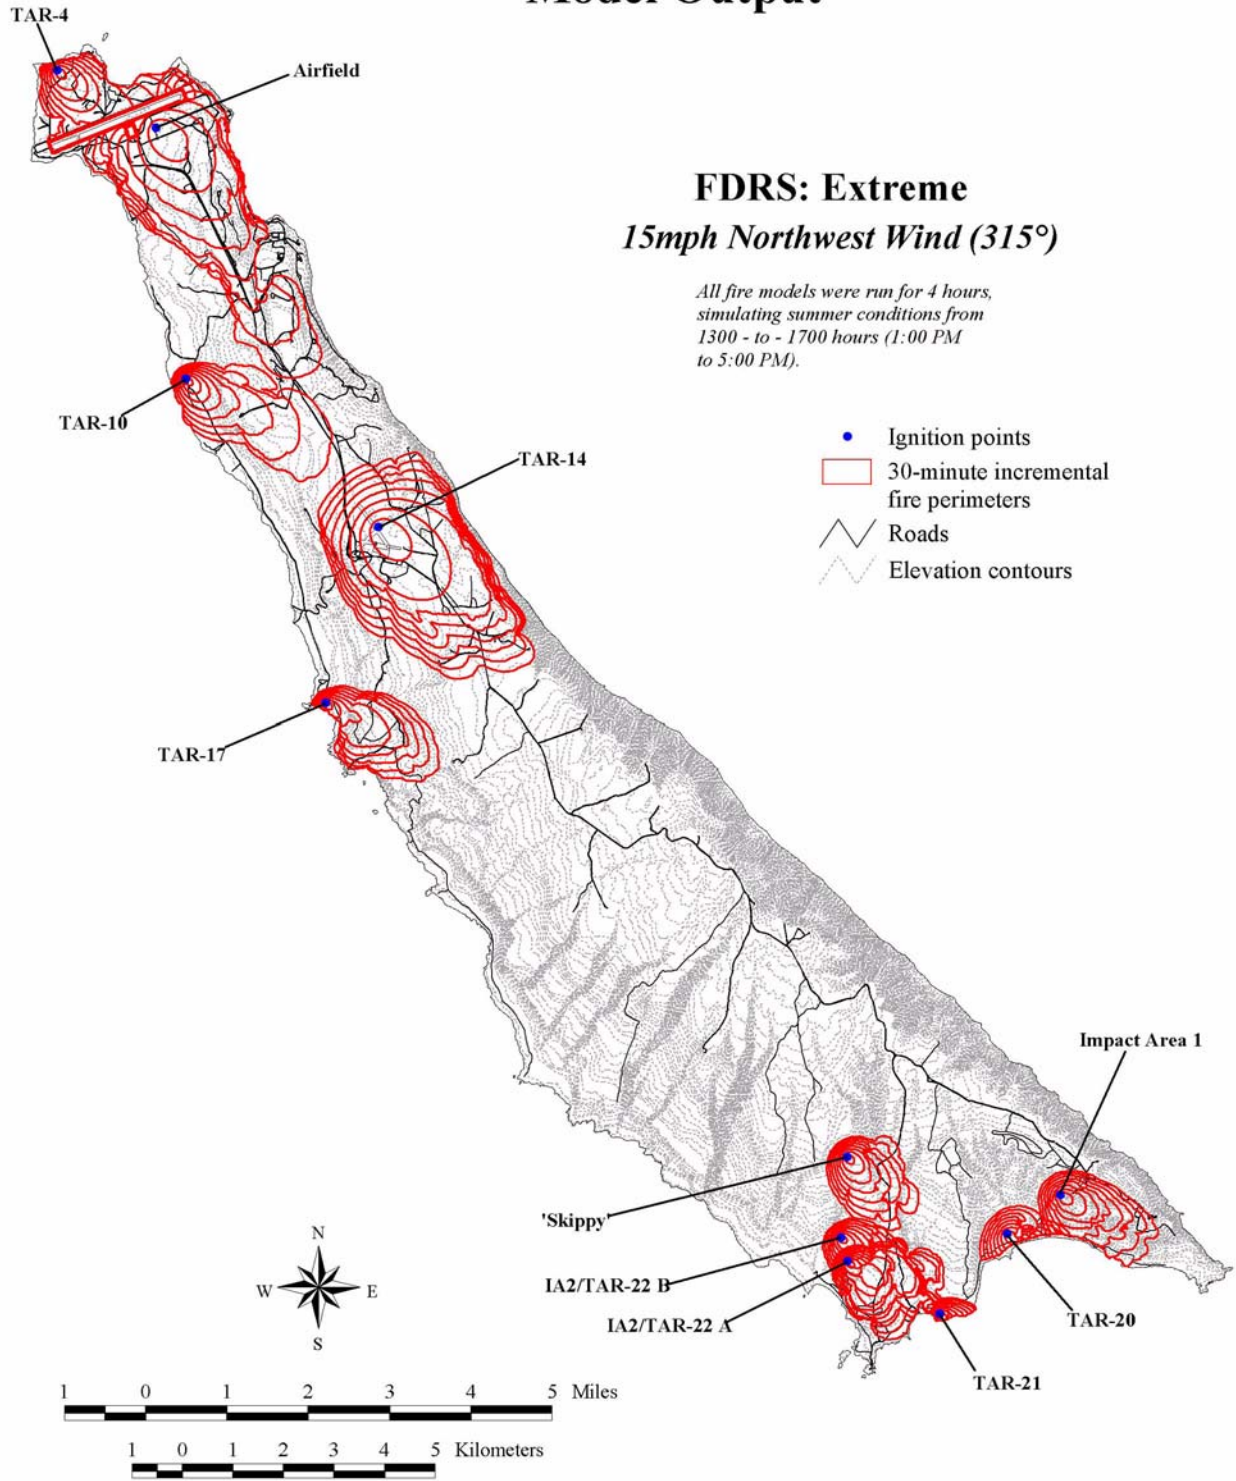 Model Output
TAR-4
Airfield
FDRS: Extreme
15mph Northwest Wind (315°)
All fire models were run for 4 hours,
simulating summer conditions from
1300 - to - 1700 hours (1:00 PM
to 5:00 PM).
TAR-10
Ignition points
TAR-14
30-minute incremental
fire perimeters
Roads
Elevation contours
TAR-17
Impact Area 1
'Skippy'
N
W E
S
IA2/TAR-22 B
IA2/TAR-22 A
TAR-20
TAR-21
1 0 1 2 3 4 5 Miles
1 0 1 2 3 4 5 Kilometers